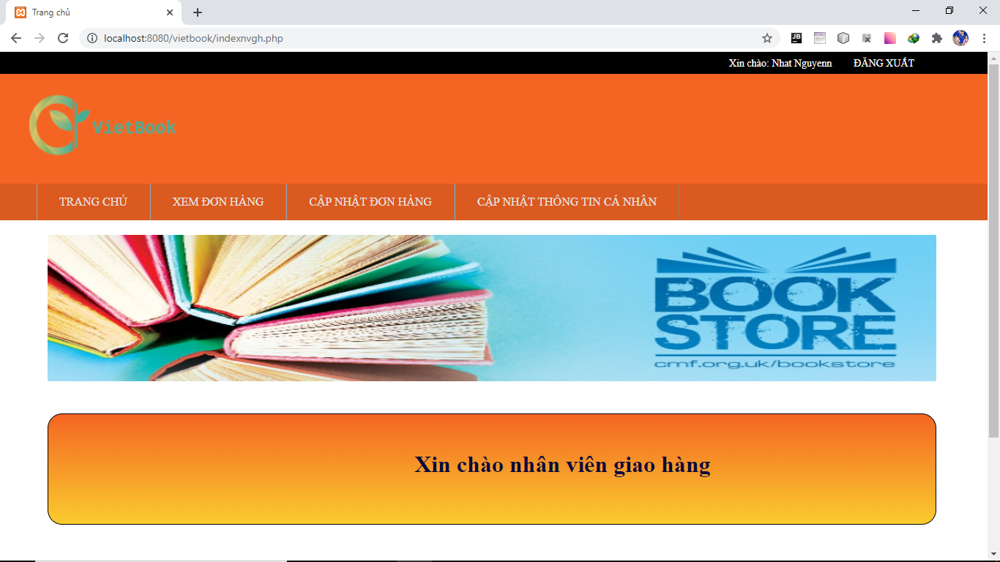 Trang chủ
localhost:8080/vietbook/indexnvgh.php
Xin chào: Nhat Nguyenn ĐĂNG XUẤT
VietBook
TRANG CHỦ XEM ĐƠN HÀNG CẬP NHẬT ĐƠN HÀNG CẬP NHẬT THÔNG TIN CÁ NHÂN
BOOK
STORE
cmf.org.uk/bookstore
Xin chào nhân viên giao hàng